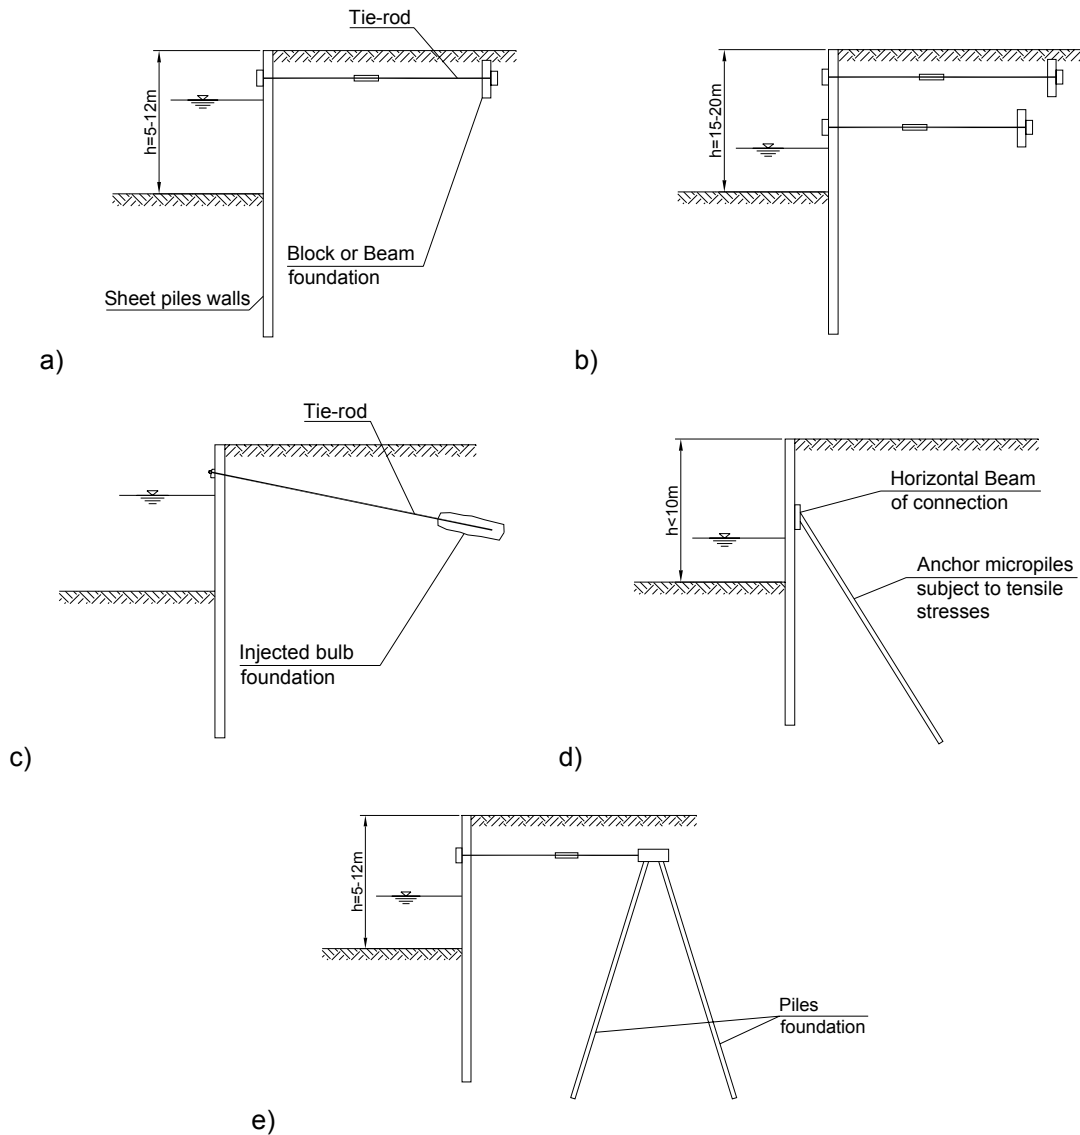 Tie-rod
h=5-12m
Block or Beam
foundation
Sheet piles walls
a)
h=15-20m
b)
Tie-rod
Injected bulb
foundation
c)
h<10m
Horizontal Beam
of connection
Anchor micropiles
subject to tensile
stresses
d)
h=5-12m
Piles
foundation
e)